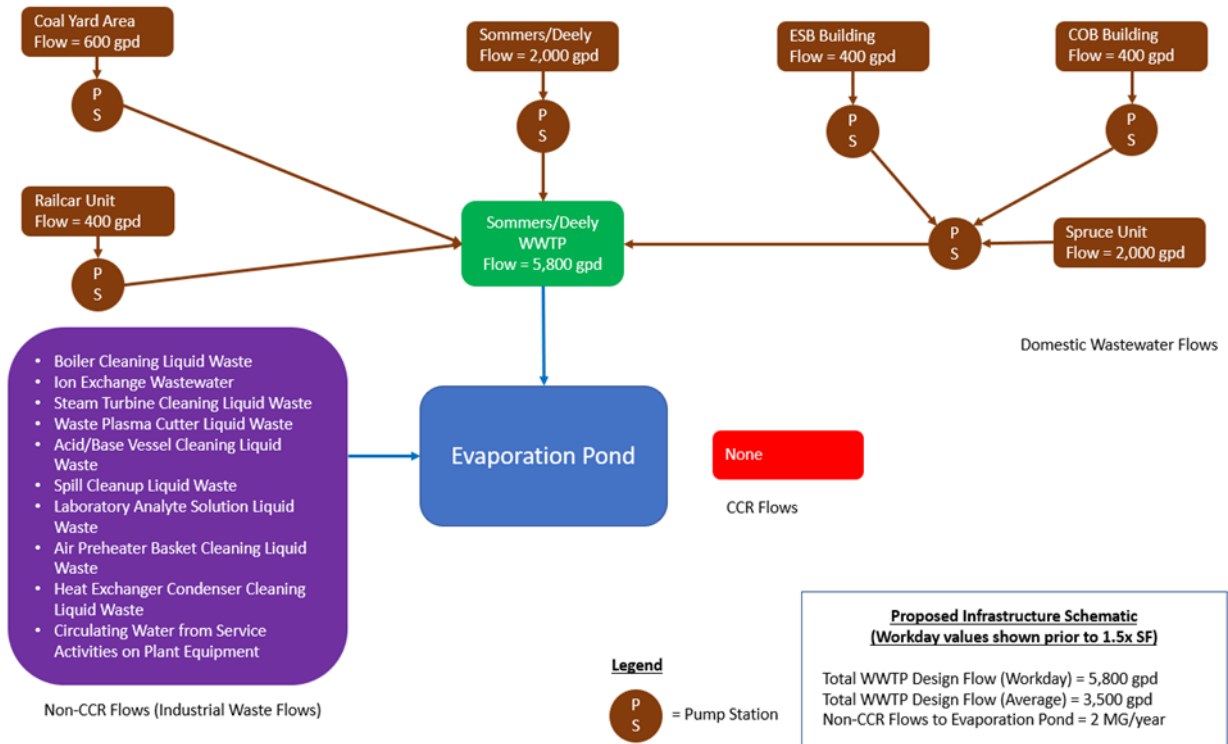 Coal Yard Area
Flow = 600 gpd
P
S
Sommers/Deely
Flow = 2,000 gpd
P
S
ESB Building
Flow = 400 gpd
P
S
COB Building
Flow = 400 gpd
P
S
Railcar Unit
Flow = 400 gpd
P
S
Sommers/Deely
WWTP
Flow = 5,800 gpd
P
S
Spruce Unit
Flow = 2,000 gpd
Domestic Wastewater Flows
• Boiler Cleaning Liquid Waste
• Ion Exchange Wastewater
• Steam Turbine Cleaning Liquid Waste
• Waste Plasma Cutter Liquid Waste
• Acid/Base Vessel Cleaning Liquid
Waste
• Spill Cleanup Liquid Waste
• Laboratory Analyte Solution Liquid
Waste
• Air Preheater Basket Cleaning Liquid
Waste
• Heat Exchanger Condenser Cleaning
Liquid Waste
• Circulating Water from Service
Activities on Plant Equipment
Non-CCR Flows (Industrial Waste Flows)
Evaporation Pond
None
CCR Flows
Legend
P
S
= Pump Station
Proposed Infrastructure Schematic
(Workday values shown prior to 1.5x SF)
Total WWTP Design Flow (Workday) = 5,800 gpd
Total WWTP Design Flow (Average) = 3,500 gpd
Non-CCR Flows to Evaporation Pond = 2 MG/year